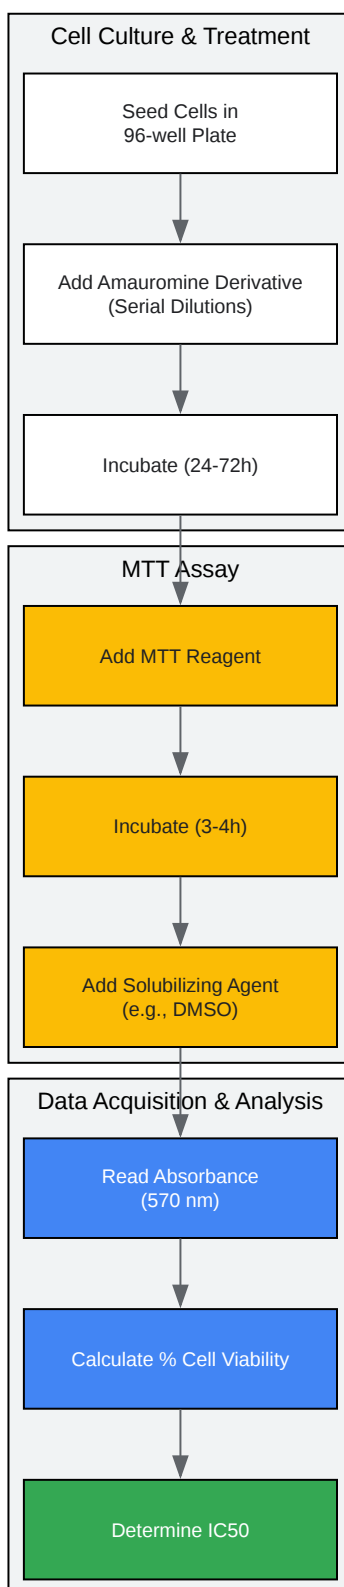 Cell Culture & Treatment
Seed Cells in
96-well Plate
Add Amauromine Derivative
(Serial Dilutions)
Incubate (24-72h)
MTT Assay
Add MTT Reagent
Incubate (3-4h)
Add Solubilizing Agent
(e.g., DMSO)
Data Acquisition & Analysis
Read Absorbance
(570 nm)
Calculate % Cell Viability
Determine IC50